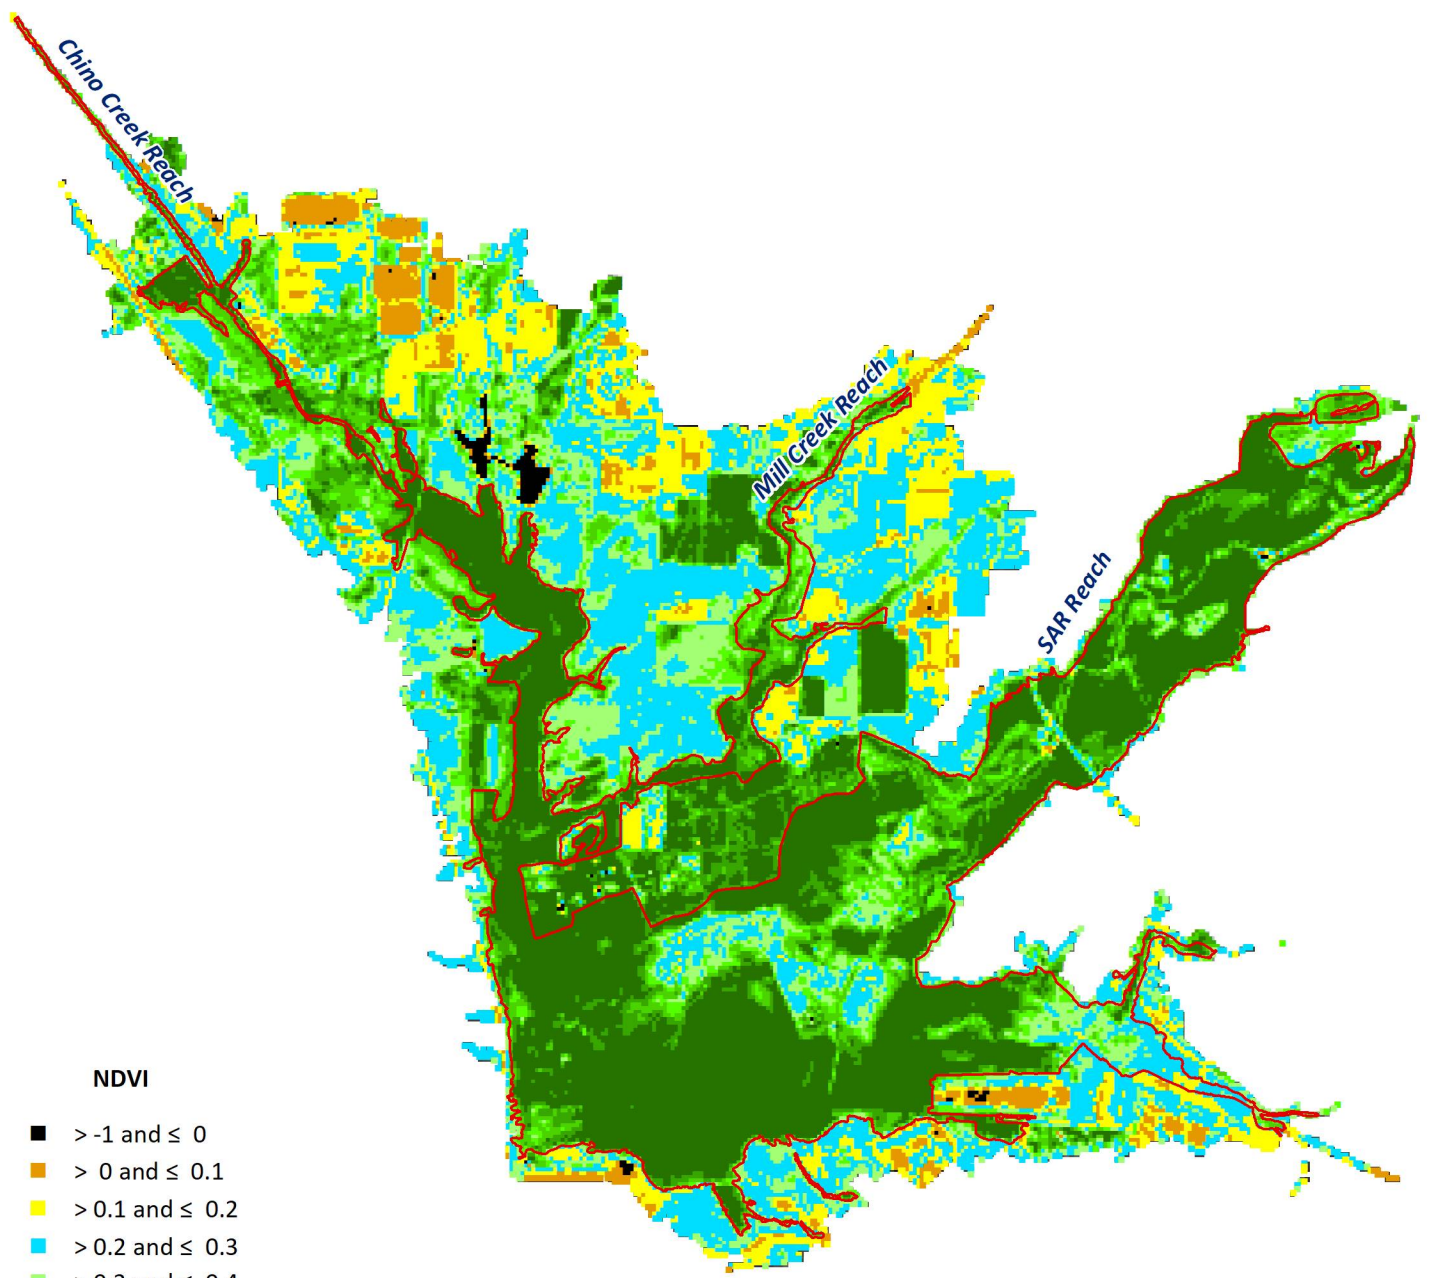 Chino Creek Reach
Mill Creek Reach
SAR Reach
NDVI
> -1 and ≤ 0
> 0 and ≤ 0.1
> 0.1 and ≤ 0.2
> 0.2 and ≤ 0.3